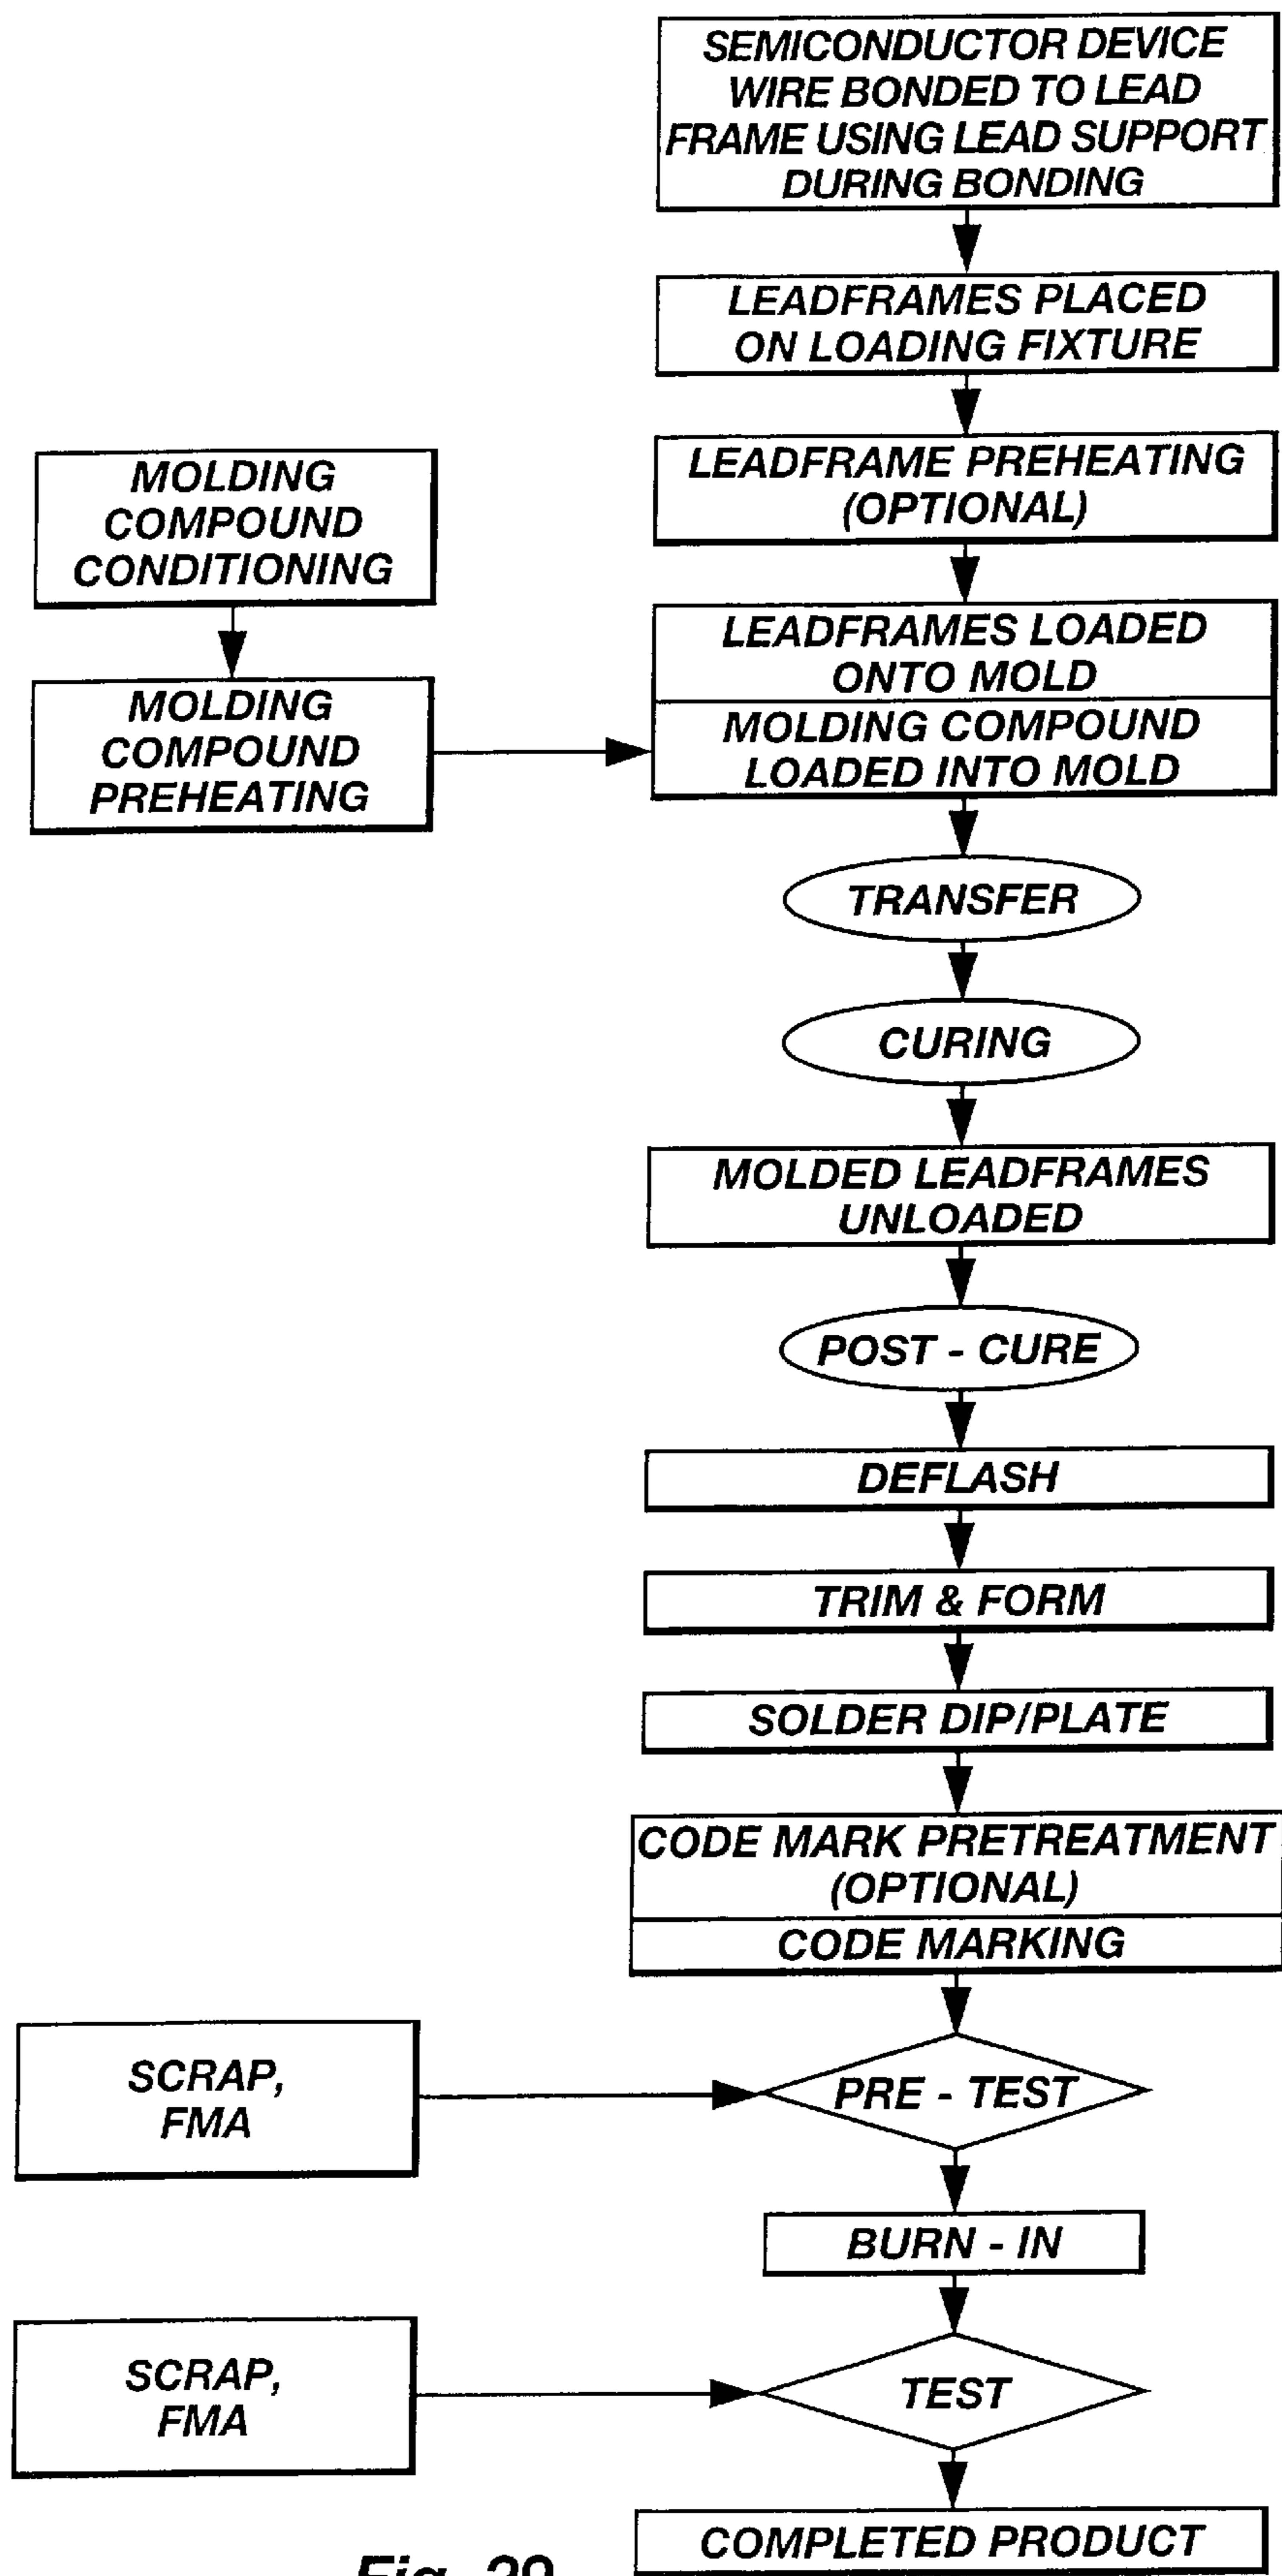 SEMICONDUCTOR DEVICE
WIRE BONDED TO LEAD
FRAME USING LEAD SUPPORT
DURING BONDING
LEADFRAMES PLACED
ON LOADING FIXTURE
LEADFRAME PREHEATING
(OPTIONAL)
MOLDING
COMPOUND
CONDITIONING
LEADFRAMES LOADED
ONTO MOLD
MOLDING
COMPOUND
PREHEATING
MOLDING COMPOUND
LOADED INTO MOLD
TRANSFER
CURING
MOLDED LEADFRAMES
UNLOADED
POST - CURE
DEFLASH
TRIM & FORM
SOLDER DIP/PLATE
CODE MARK PRETREATMENT
(OPTIONAL)
CODE MARKING
SCRAP,
FMA
PRE - TEST
BURN - IN
SCRAP,
FMA
TEST
COMPLETED PRODUCT
Fig.